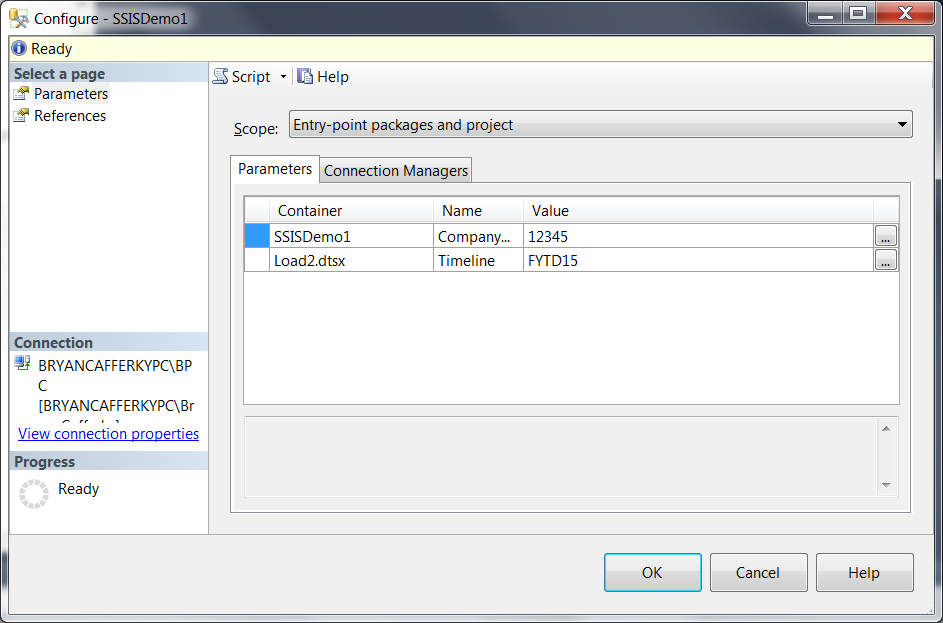 Configure - SSISDemo1
Ready
Select a page
Parameters
References
Script
Help
Scope:
Entry-point packages and project
Parameters
Connection Managers
Container Name Value
SSISDemo1 Company... 12345 ...
Load2.dtsx Timeline FYTD15 ...
Connection
BRYANCAFFERKYPC\BP
C
[BRYANCAFFERKYPC\Br
View connection properties
Progress
Ready
OK
Cancel
Help